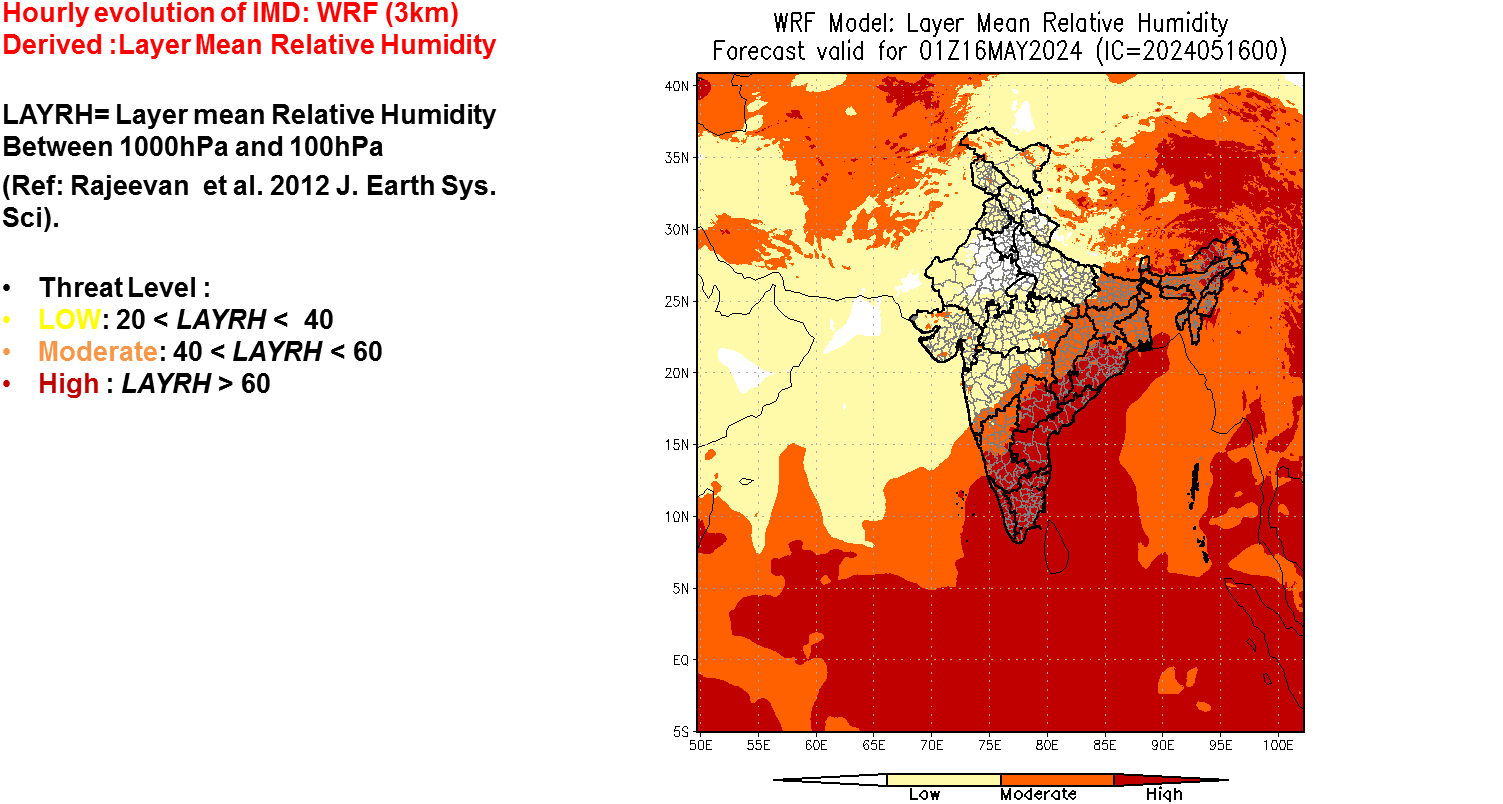 Hourly evolution of IMD: WRF (3km)
Derived :Layer Mean Relative Humidity
LAYRH= Layer mean Relative Humidity
Between 1000hPa and 100hPa
(Ref: Rajeevan et al. 2012 J. Earth Sys.
Sci).
• Threat Level :
• LOW: 20 < LAYRH < 40
• Moderate: 40 < LAYRH < 60
• High : LAYRH > 60
WRF Model: Layer Mean Relative Humidity
Forecast valid for 01Z16MAY2024 (IC=2024051600)
40N
35N
30N
25N
20N
15N
10N
5N
EQ
5S
50E 55E 60E 65E 70E 75E 80E 85E 90E 95E 100E
Low Moderate High